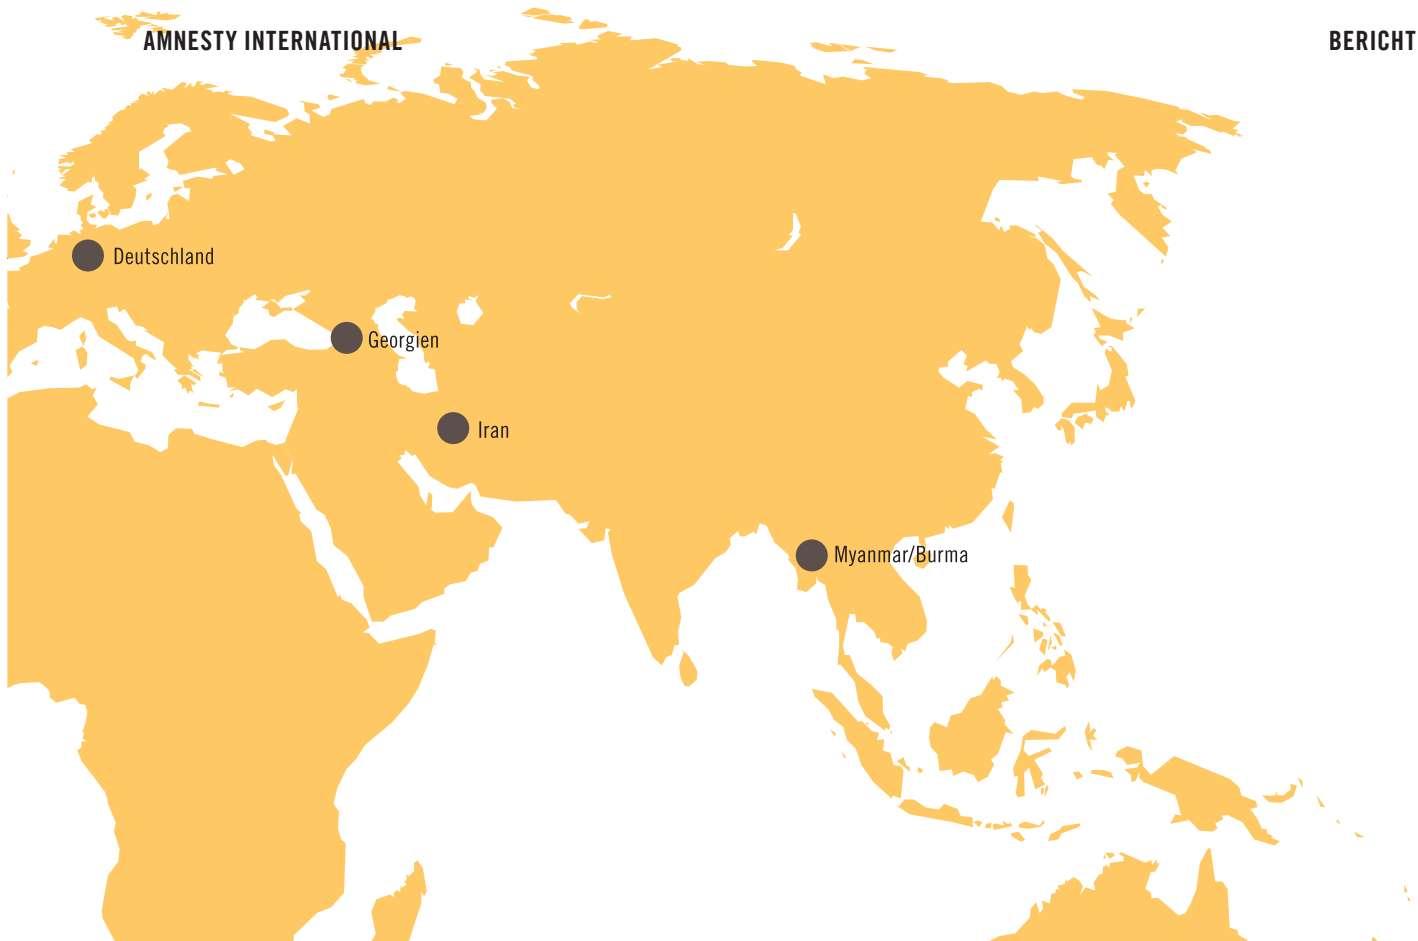 AMNESTY INTERNATIONAL
BERICHT
Deutschland
Georgien
Iran
Myanmar/Burma